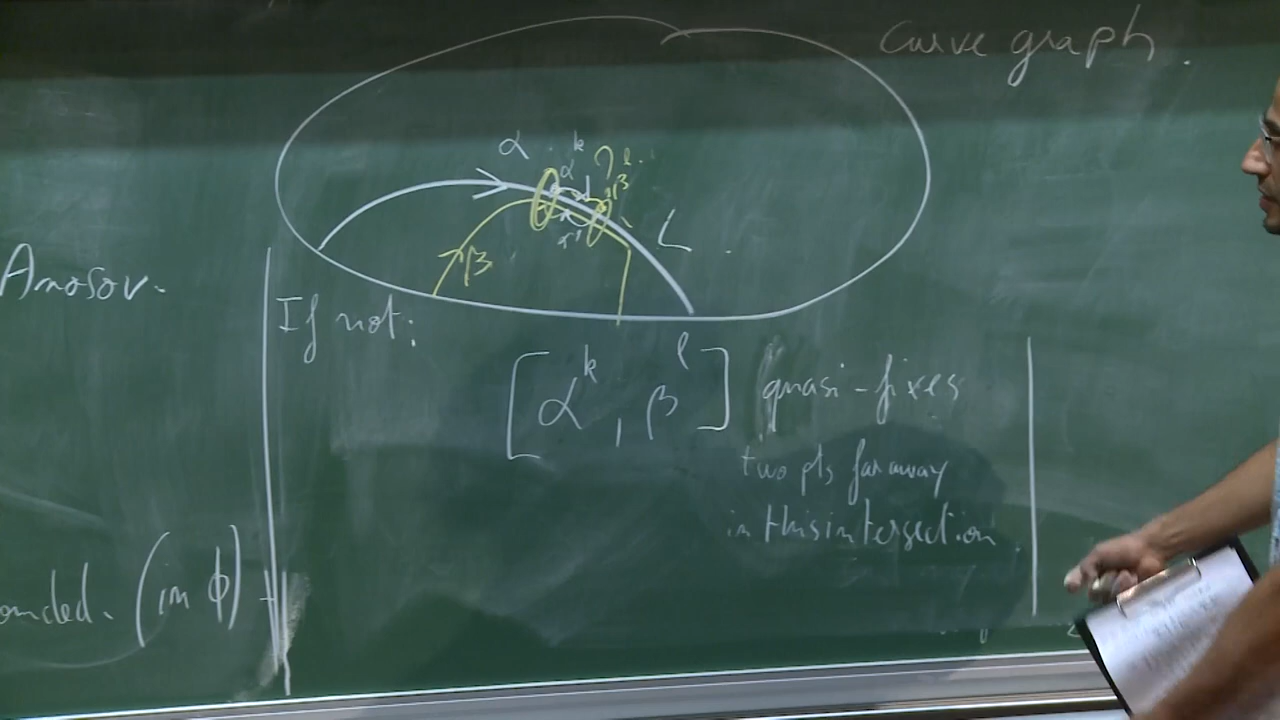 Curve graph.
α
α^k
β^l
β
L
Anosov.
If not:
[α^k, β^l] quasi-fixes
two pts far away
in this intersection
(in ϕ)